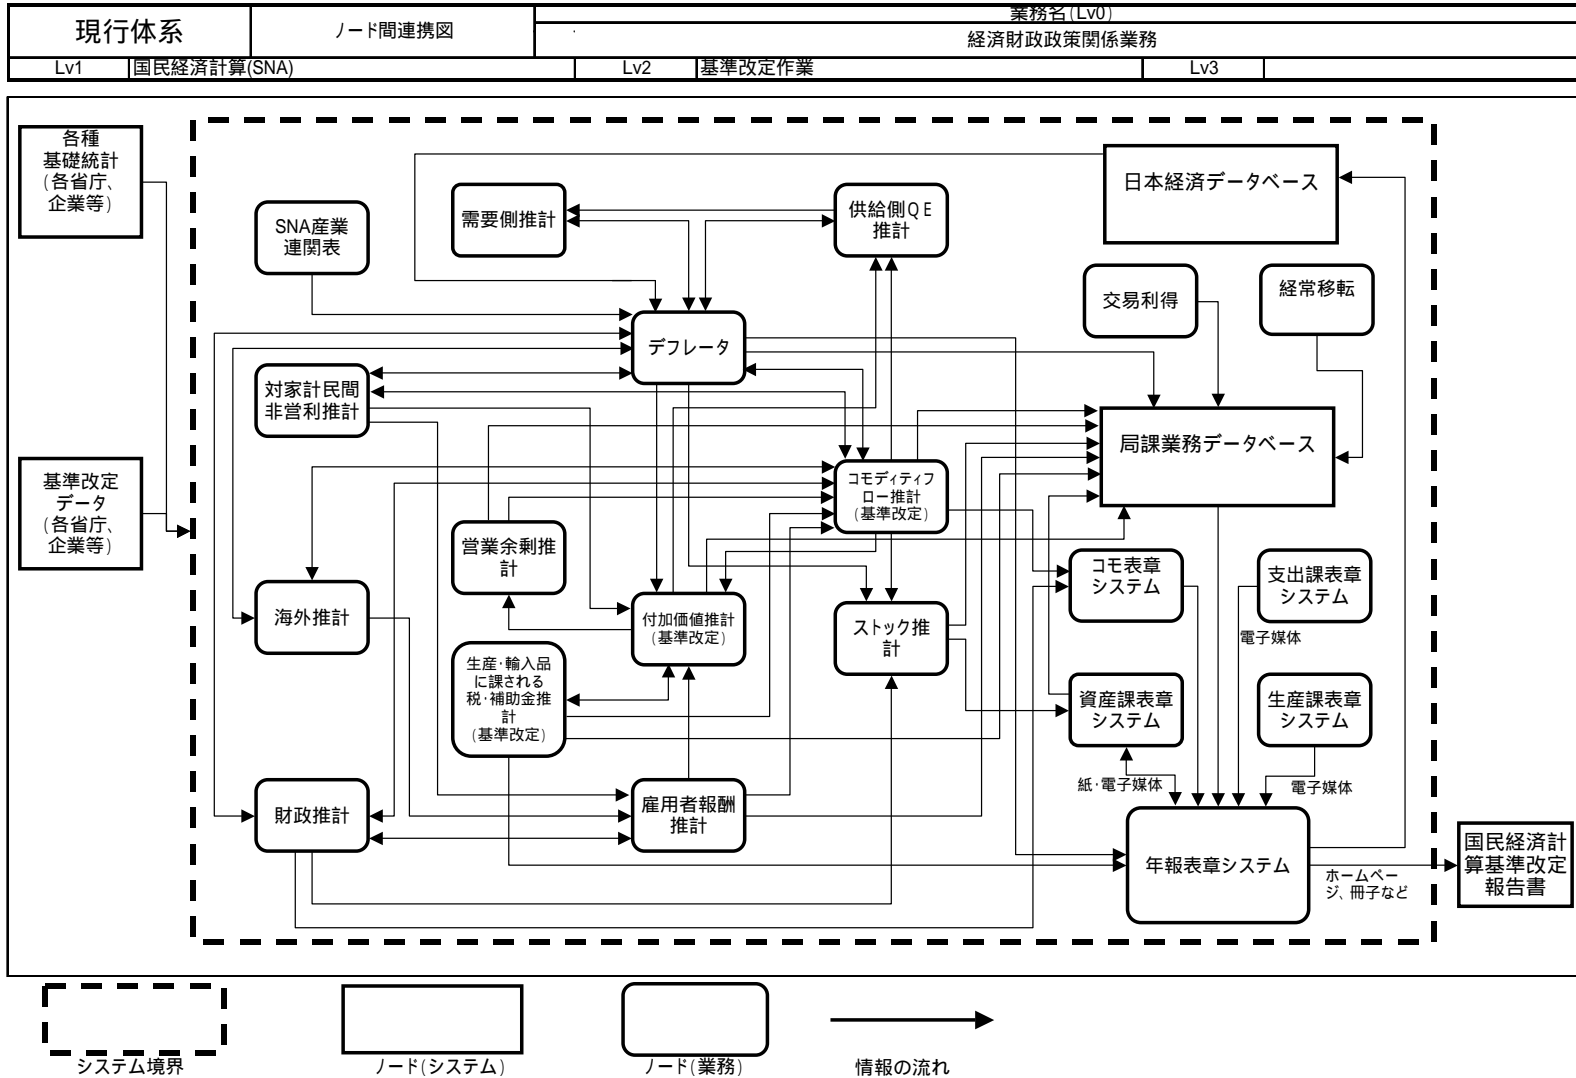 現行体系
ノード間連携図
業務名(Lv0)
経済財政政策関係業務
Lv1
国民経済計算(SNA)
Lv2
基準改定作業
Lv3
各種
基礎統計
(各省庁、
企業等)
基準改定
データ
(各省庁、
企業等)
SNA産業
連関表
需要側推計
供給側QE
推計
日本経済データベース
交易利得
経常移転
デフレータ
対家計民間
非営利推計
局課業務データベース
コモディティフ
ロー推計
(基準改定)
営業余剰推
計
海外推計
付加価値推計
(基準改定)
ストック推
計
コモ表章
システム
支出課表章
システム
電子媒体
生産・輸入品
に課される
税・補助金推
計
(基準改定)
資産課表章
システム
生産課表章
システム
紙・電子媒体
電子媒体
財政推計
雇用者報酬
推計
年報表章システム
ホームペー
ジ、冊子など
国民経済計
算基準改定
報告書
システム境界
ノード(システム)
ノード(業務)
情報の流れ